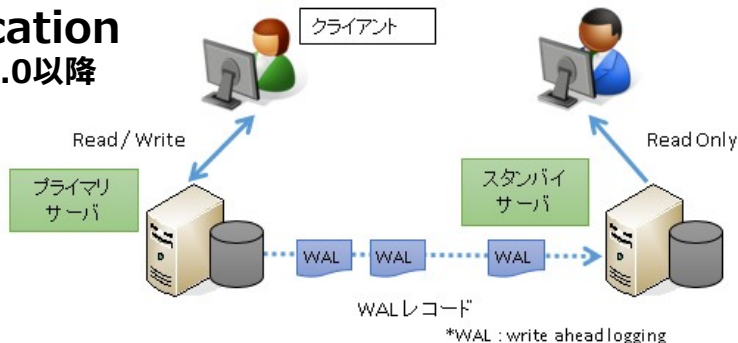 cation
.0以降
クライアント
Read / Write
Read Only
プライマリ
サーバ
スタンバイ
サーバ
WAL
WAL
WAL
WALレコード
*WAL : write ahead logging